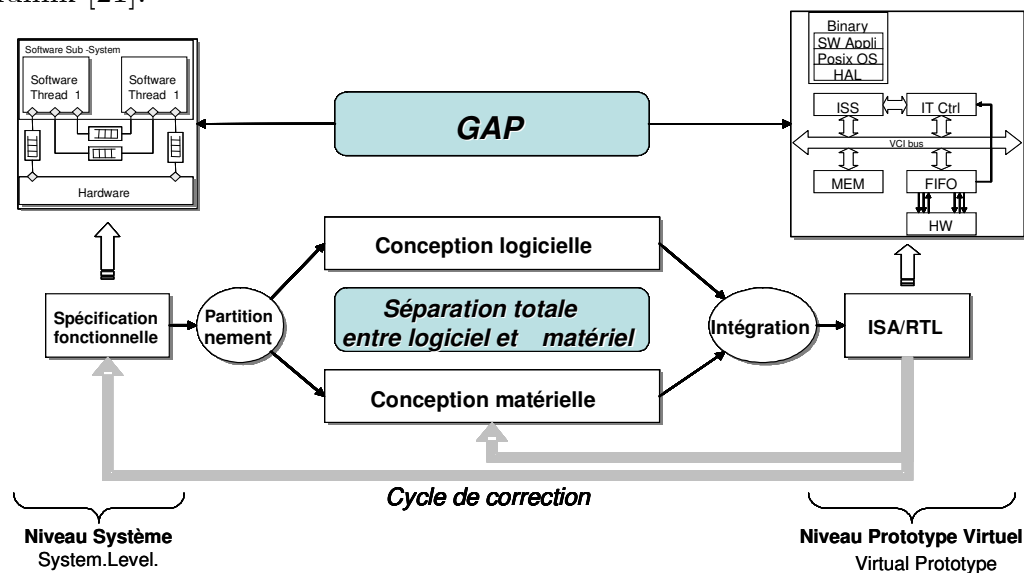 [21].
Software Sub -System
Software
Thread 1
Software
Thread 1
Hardware
GAP
Binary
SW Appli
Posix OS
HAL
ISS
IT Ctrl
VCI bus
MEM
FIFO
HW
Conception logicielle
Spécification
fonctionnelle
Partition
nement
Séparation totale
entre logiciel et matériel
Intégration
ISA/RTL
Conception matérielle
Cycle de correction
Niveau Système
System.Level.
Niveau Prototype Virtuel
Virtual Prototype